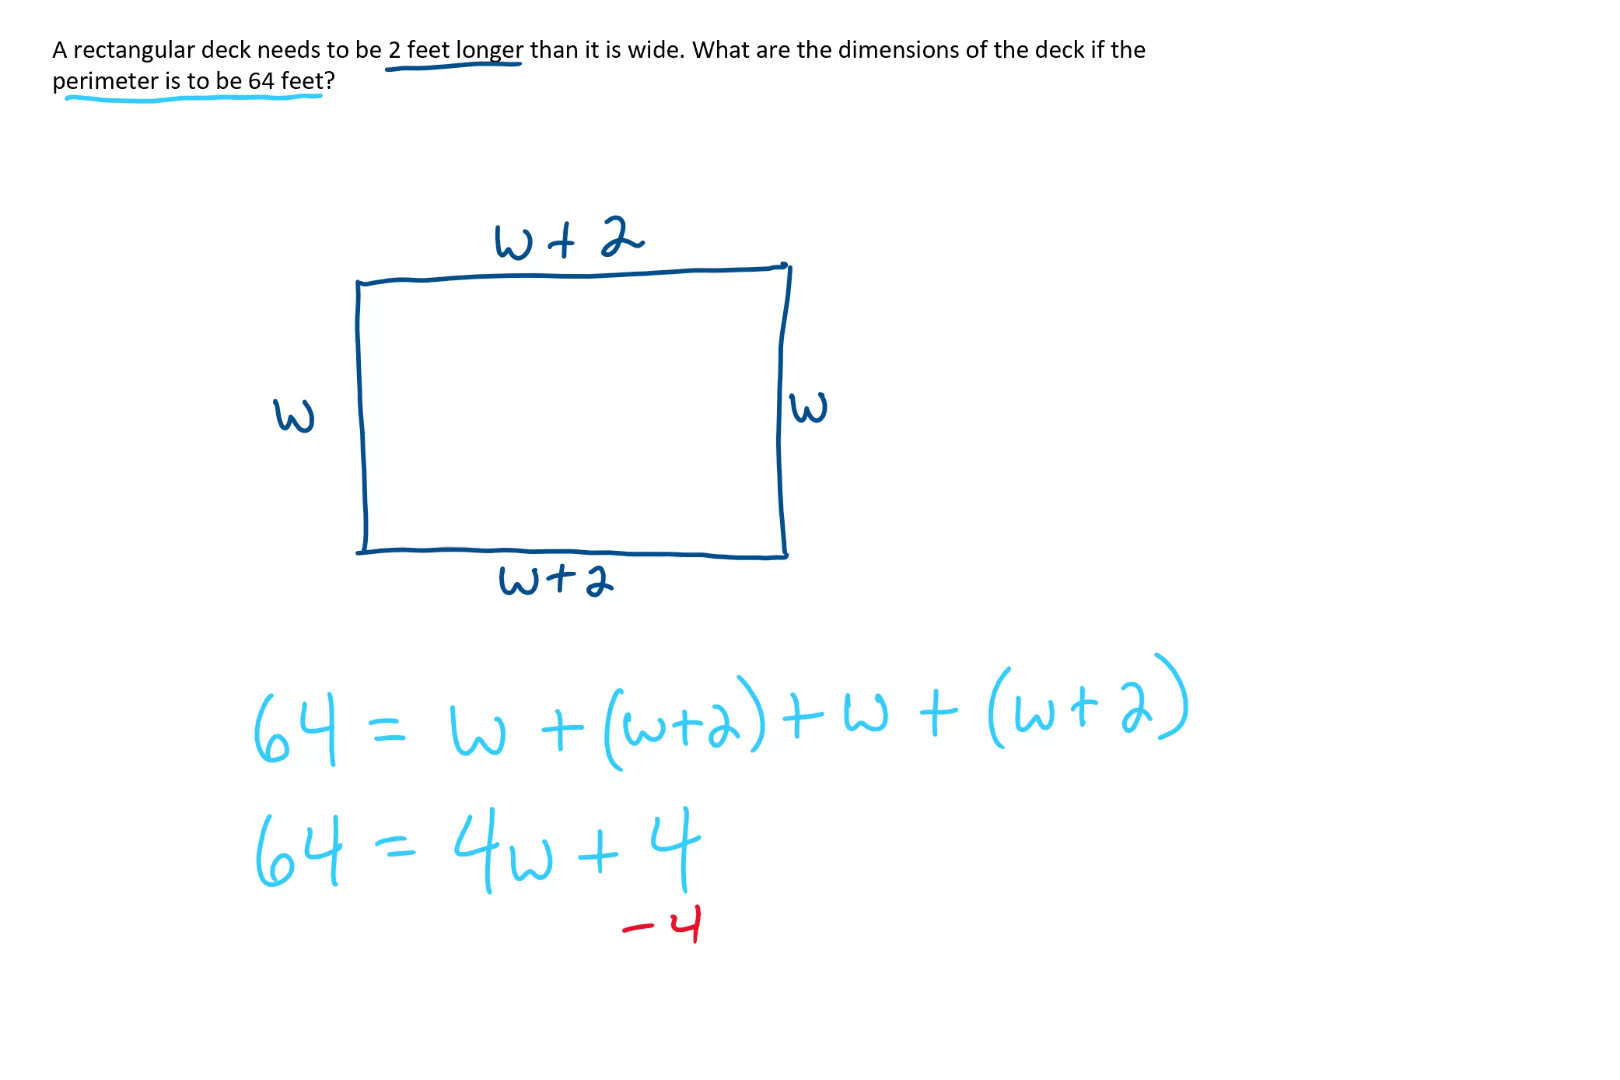 A rectangular deck needs to be 2 feet longer than it is wide. What are the dimensions of the deck if the
perimeter is to be 64 feet?
w + 2
w
w
w+2
64 = w + (w+2) + w + (w+2)
64 = 4w + 4
- 4